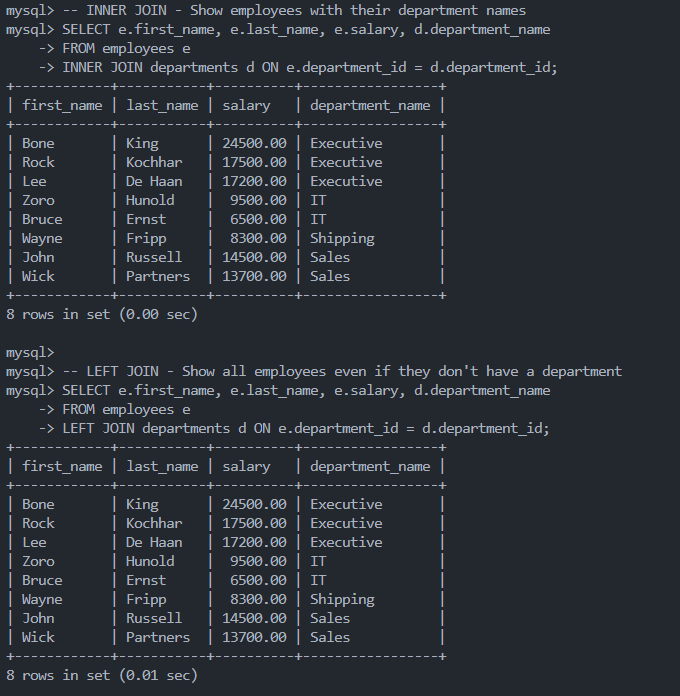 mysql> -- INNER JOIN - Show employees with their department names
mysql> SELECT e.first_name, e.last_name, e.salary, d.department_name
    -> FROM employees e
    -> INNER JOIN departments d ON e.department_id = d.department_id;
+------------+-----------+----------+-----------------+
| first_name | last_name | salary   | department_name |
+------------+-----------+----------+-----------------+
| Bone       | King      | 24500.00 | Executive       |
| Rock       | Kochhar   | 17500.00 | Executive       |
| Lee        | De Haan   | 17200.00 | Executive       |
| Zoro       | Hunold    |  9500.00 | IT              |
| Bruce      | Ernst     |  6500.00 | IT              |
| Wayne      | Fripp     |  8300.00 | Shipping        |
| John       | Russell   | 14500.00 | Sales           |
| Wick       | Partners  | 13700.00 | Sales           |
+------------+-----------+----------+-----------------+
8 rows in set (0.00 sec)

mysql>
mysql> -- LEFT JOIN - Show all employees even if they don't have a department
mysql> SELECT e.first_name, e.last_name, e.salary, d.department_name
    -> FROM employees e
    -> LEFT JOIN departments d ON e.department_id = d.department_id;
+------------+-----------+----------+-----------------+
| first_name | last_name | salary   | department_name |
+------------+-----------+----------+-----------------+
| Bone       | King      | 24500.00 | Executive       |
| Rock       | Kochhar   | 17500.00 | Executive       |
| Lee        | De Haan   | 17200.00 | Executive       |
| Zoro       | Hunold    |  9500.00 | IT              |
| Bruce      | Ernst     |  6500.00 | IT              |
| Wayne      | Fripp     |  8300.00 | Shipping        |
| John       | Russell   | 14500.00 | Sales           |
| Wick       | Partners  | 13700.00 | Sales           |
+------------+-----------+----------+-----------------+
8 rows in set (0.01 sec)